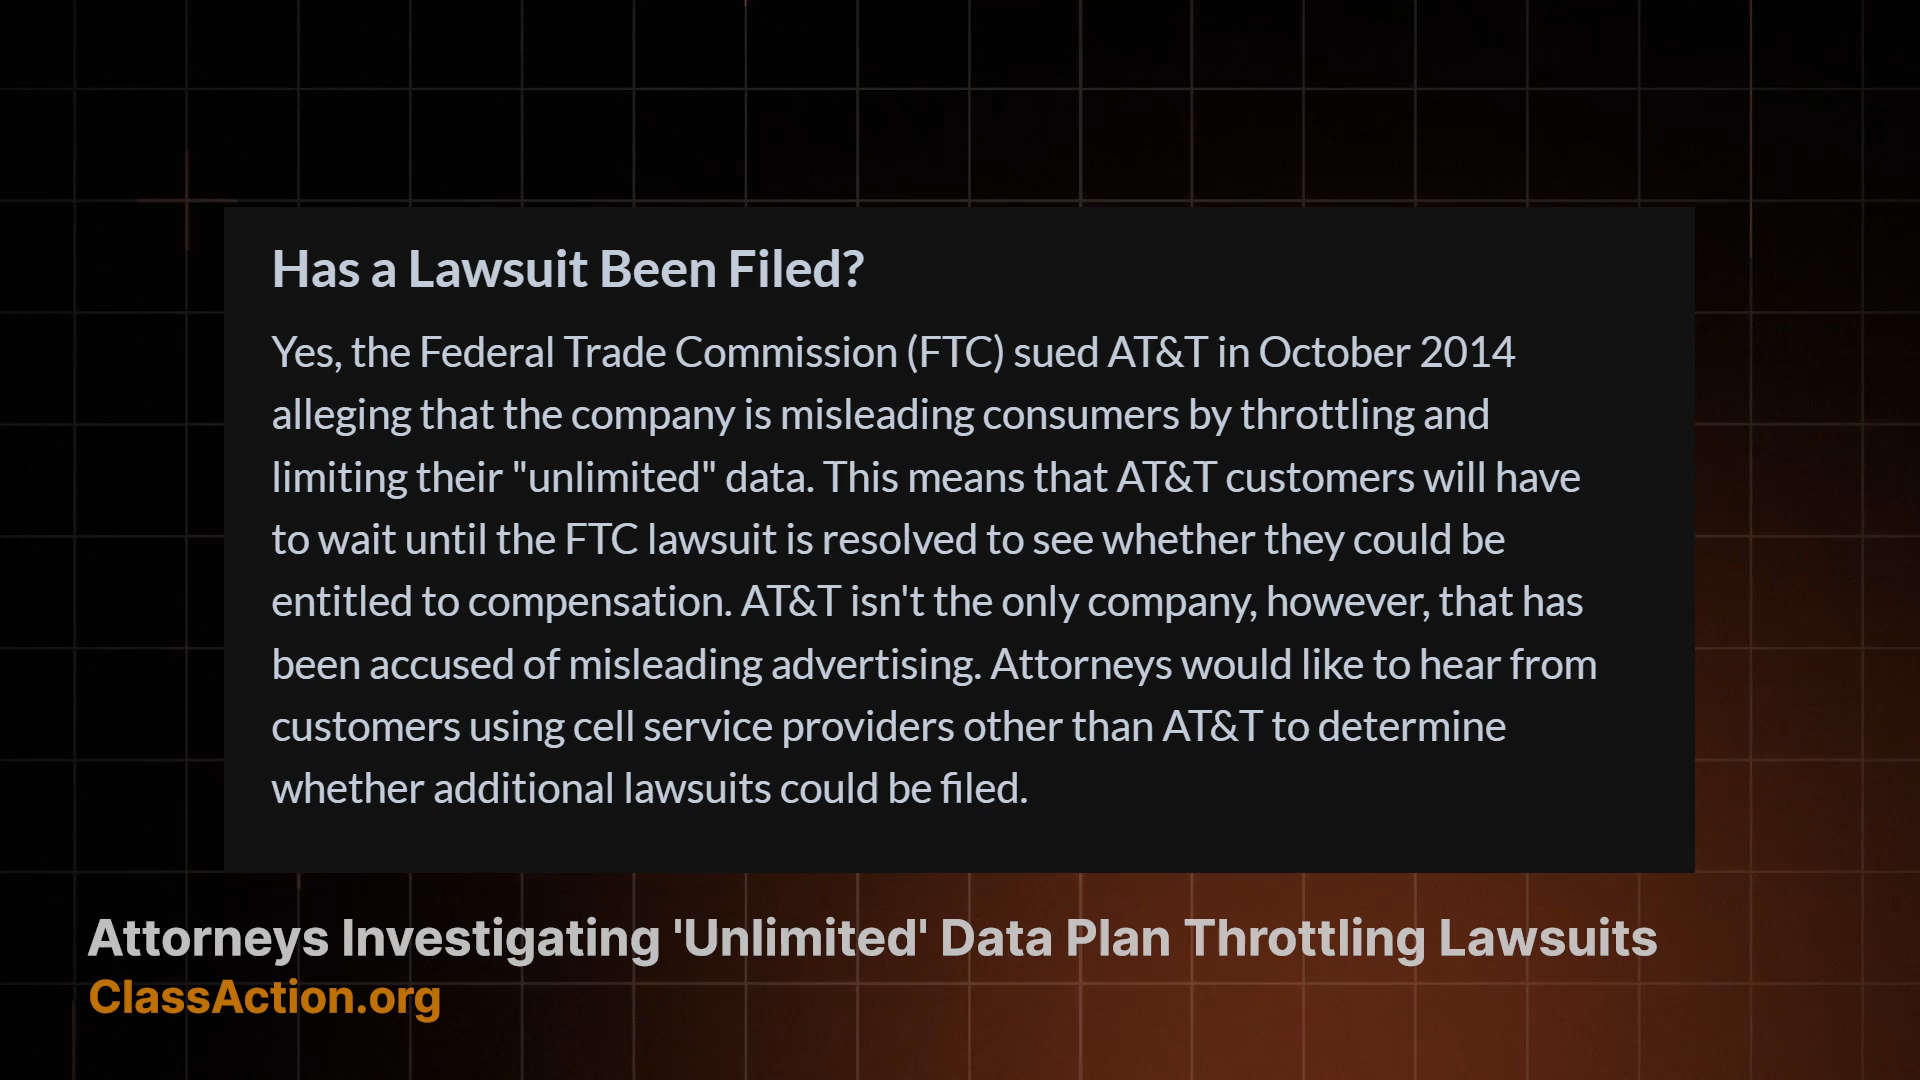 Has a Lawsuit Been Filed?
Yes, the Federal Trade Commission (FTC) sued AT&T in October 2014
alleging that the company is misleading consumers by throttling and
limiting their "unlimited" data. This means that AT&T customers will have
to wait until the FTC lawsuit is resolved to see whether they could be
entitled to compensation. AT&T isn't the only company, however, that has
been accused of misleading advertising. Attorneys would like to hear from
customers using cell service providers other than AT&T to determine
whether additional lawsuits could be filed.
Attorneys Investigating 'Unlimited' Data Plan Throttling Lawsuits
ClassAction.org